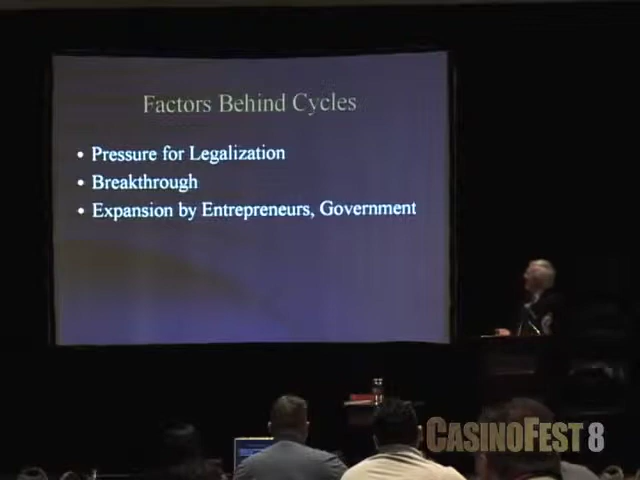 Factors Behind Cycles
• Pressure for Legalization
• Breakthrough
• Expansion by Entrepreneurs, Government
CASINOFEST 8